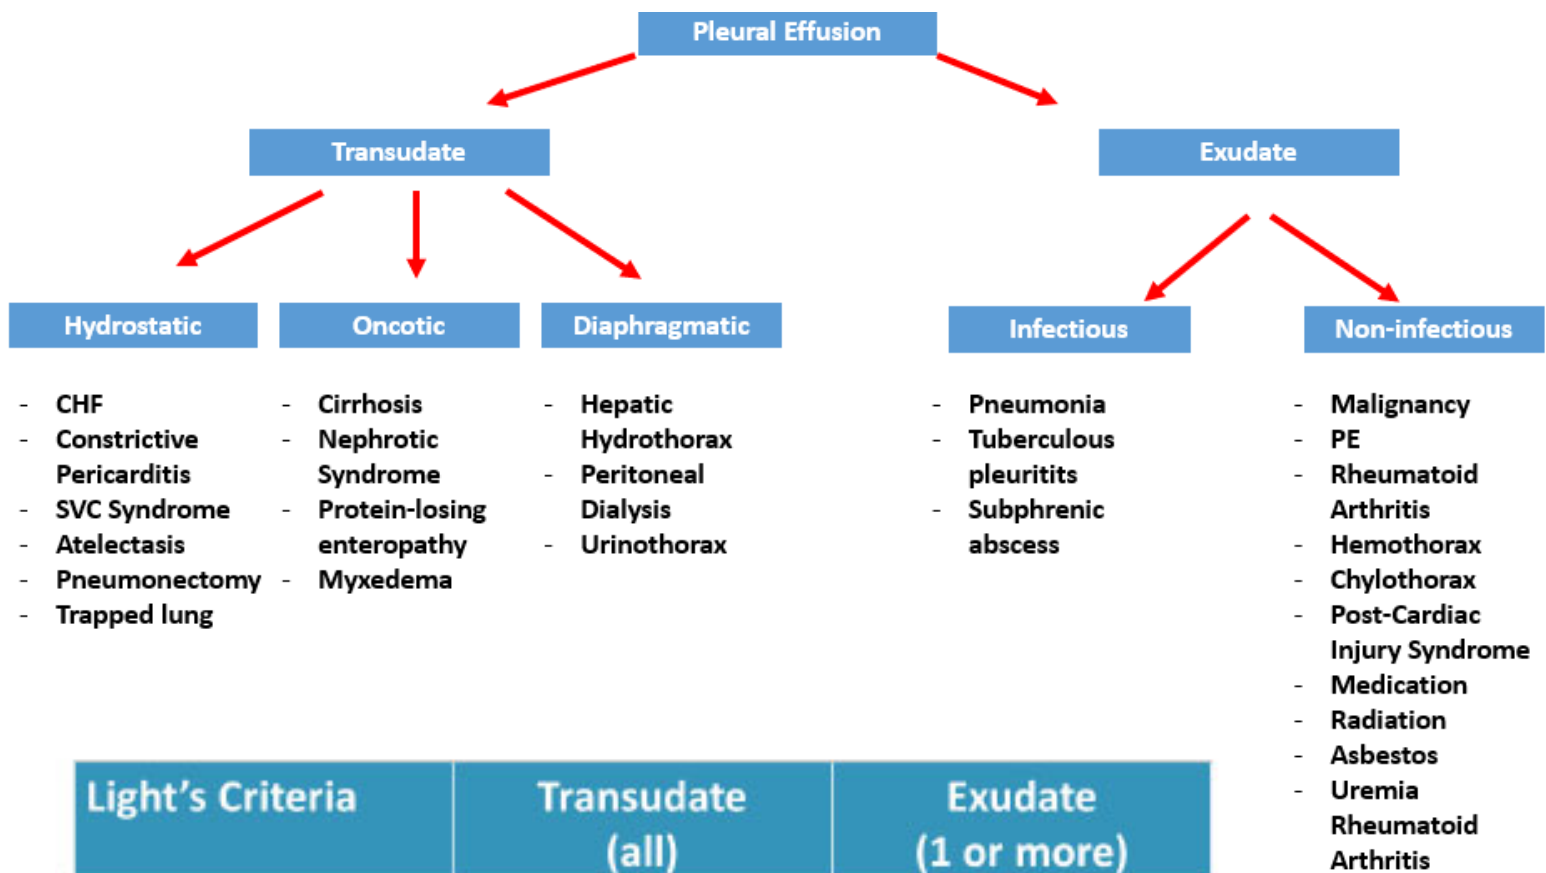 Pleural Effusion
Transudate
Exudate
Hydrostatic
Oncotic
Diaphragmatic
Infectious
Non-infectious
- CHF
- Constrictive
Pericarditis
- SVC Syndrome
- Atelectasis
- Pneumonectomy
- Trapped lung
- Cirrhosis
- Nephrotic
Syndrome
- Protein-losing
enteropathy
- Myxedema
- Hepatic
Hydrothorax
- Peritoneal
Dialysis
- Urinothorax
- Pneumonia
- Tuberculous
pleuritits
- Subphrenic
abscess
- Malignancy
- PE
- Rheumatoid
Arthritis
- Hemothorax
- Chylothorax
- Post-Cardiac
Injury Syndrome
- Medication
- Radiation
- Asbestos
- Uremia
Rheumatoid
Arthritis
Light's Criteria
Transudate
(all)
Exudate
(1 or more)